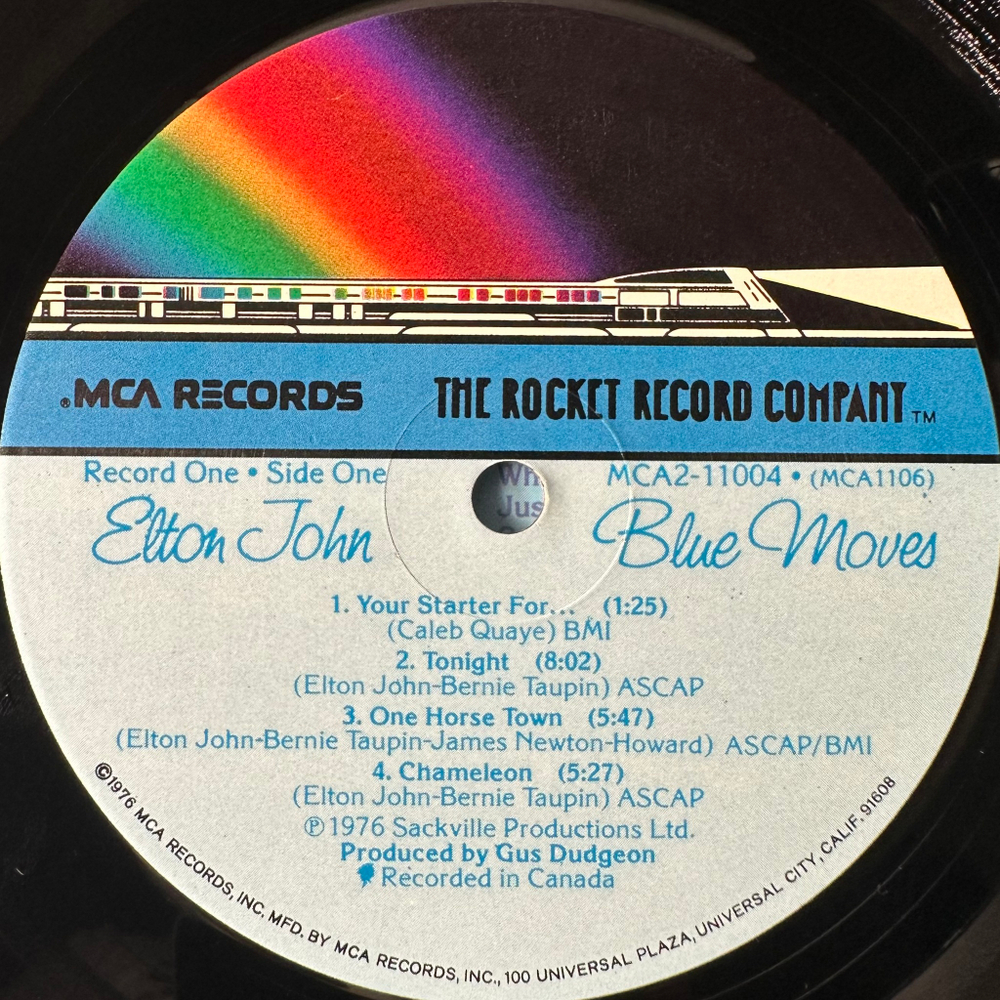 ®MCA RECORDS THE ROCKET RECORD COMPANY™
Record One • Side One MCA2-11004 • (MCA1106)
Elton John Blue Moves
Wh
Jus
1. Your Starter For... (1:25)
(Caleb Quaye) BMI
2. Tonight (8:02)
(Elton John-Bernie Taupin) ASCAP
3. One Horse Town (5:47)
(Elton John-Bernie Taupin-James Newton-Howard) ASCAP/BMI
4. Chameleon (5:27)
(Elton John-Bernie Taupin) ASCAP
℗1976 Sackville Productions Ltd.
Produced by Gus Dudgeon
Recorded in Canada
©1976 MCA RECORDS, INC. MFD. BY MCA RECORDS, INC., 100 UNIVERSAL PLAZA, UNIVERSAL CITY, CALIF. 91608